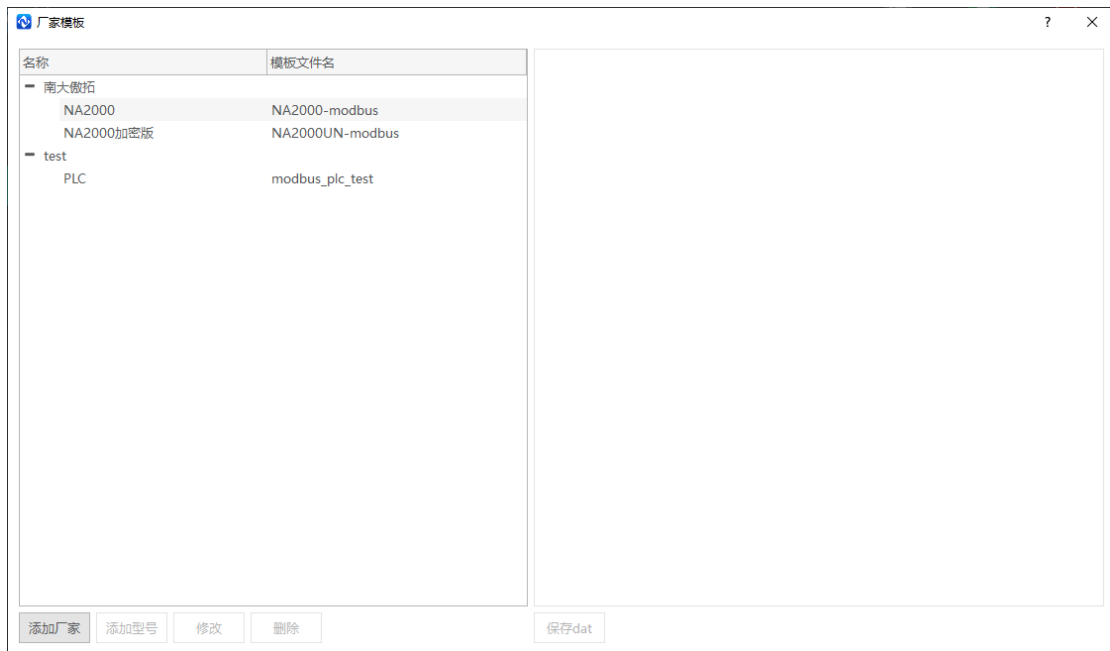 厂家模板
?
名称 模板文件名
南大傲拓
NA2000 NA2000-modbus
NA2000加密版 NA2000UN-modbus
test
PLC modbus_plc_test
添加厂家 添加型号 修改 删除 保存dat